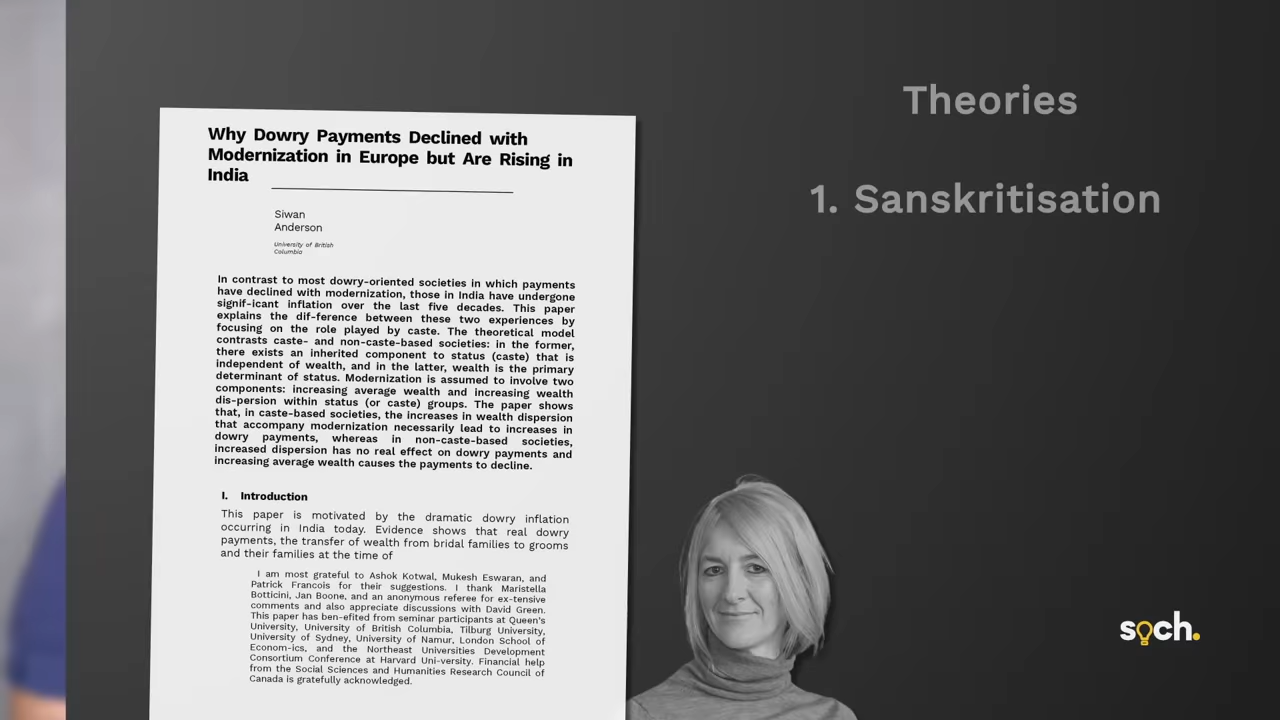 Theories
1. Sanskritisation
Why Dowry Payments Declined with
Modernization in Europe but Are Rising in
India
Siwan
Anderson
University of British
Columbia
In contrast to most dowry-oriented societies in which payments
have declined with modernization, those in India have undergone
signif-icant inflation over the last five decades. This paper
explains the dif-ference between these two experiences by
focusing on the role played by caste. The theoretical model
contrasts caste- and non-caste-based societies: in the former,
there exists an inherited component to status (caste) that is
independent of wealth, and in the latter, wealth is the primary
determinant of status. Modernization is assumed to involve two
components: increasing average wealth and increasing wealth
dis-persion within status (or caste) groups. The paper shows
that, in caste-based societies, the increases in wealth dispersion
that accompany modernization necessarily lead to increases in
dowry payments, whereas in non-caste-based societies,
increased dispersion has no real effect on dowry payments and
increasing average wealth causes the payments to decline.
I. Introduction
This paper is motivated by the dramatic dowry inflation
occurring in India today. Evidence shows that real dowry
payments, the transfer of wealth from bridal families to grooms
and their families at the time of
I am most grateful to Ashok Kotwal, Mukesh Eswaran, and
Patrick Francois for their suggestions. I thank Maristella
Botticini, Jan Boone, and an anonymous referee for ex-tensive
comments and also appreciate discussions with David Green.
This paper has ben-efited from seminar participants at Queen's
University, University of British Columbia, Tilburg University,
University of Sydney, University of Namur, London School of
Econom-ics, and the Northeast Universities Development
Consortium Conference at Harvard Uni-versity. Financial help
from the Social Sciences and Humanities Research Council of
Canada is gratefully acknowledged.
soch.